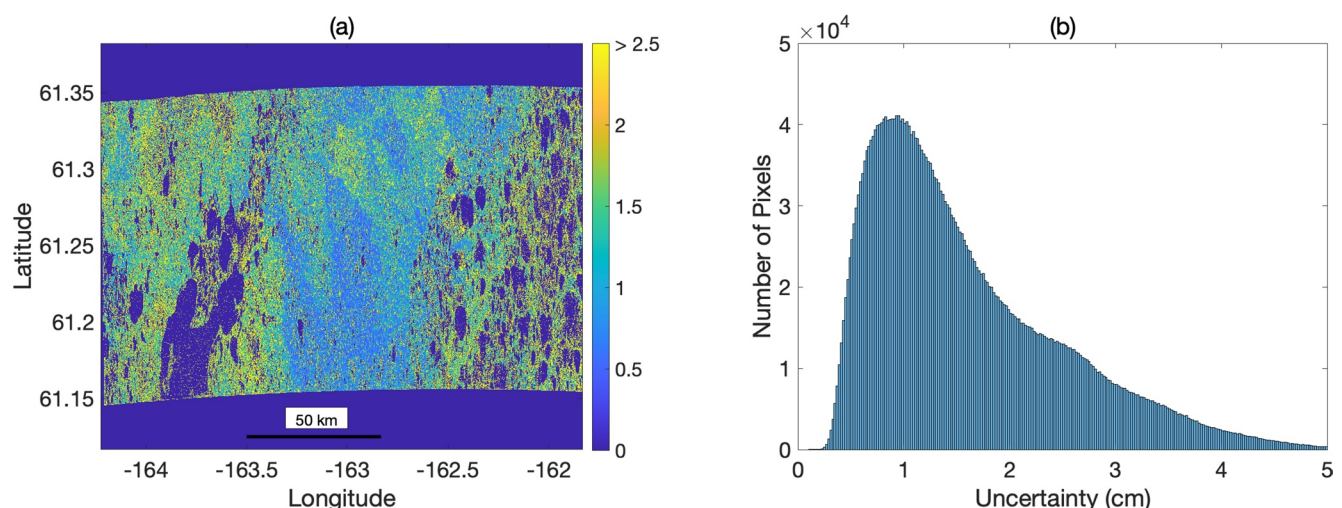 (a)
> 2.5
2
1.5
1
0.5
0
61.35
61.3
61.25
61.2
61.15
Latitude
50 km
-164 -163.5 -163 -162.5 -162
Longitude
(b)
×10⁴
5
4
3
2
1
0
Number of Pixels
0 1 2 3 4 5
Uncertainty (cm)